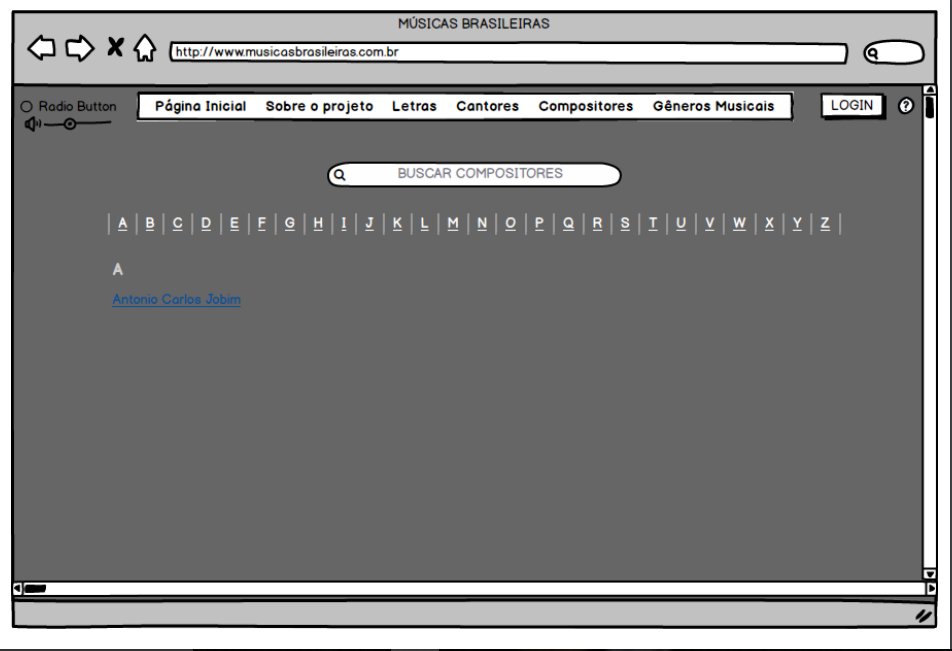 MÚSICAS BRASILEIRAS
http://www.musicasbrasileiras.com.br
Radio Button
Página Inicial Sobre o projeto Letras Cantores Compositores Gêneros Musicais
LOGIN ?
BUSCAR COMPOSITORES
| A | B | C | D | E | F | G | H | I | J | K | L | M | N | O | P | Q | R | S | T | U | V | W | X | Y | Z |
A
Antonio Carlos Jobim